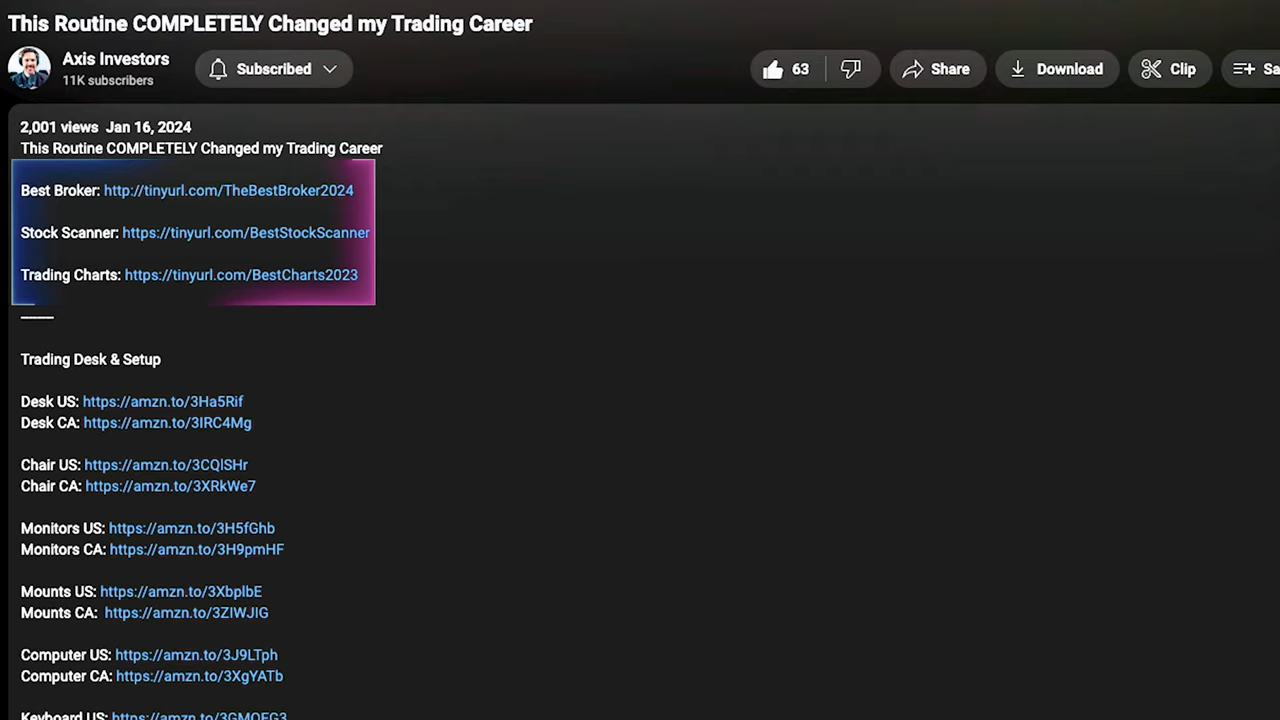 This Routine COMPLETELY Changed my Trading Career
Axis Investors
11K subscribers
Subscribed
63
Share
Download
Clip
Sa
2,001 views Jan 16, 2024
This Routine COMPLETELY Changed my Trading Career
Best Broker: http://tinyurl.com/TheBestBroker2024
Stock Scanner: https://tinyurl.com/BestStockScanner
Trading Charts: https://tinyurl.com/BestCharts2023
Trading Desk & Setup
Desk US: https://amzn.to/3Ha5Rif
Desk CA: https://amzn.to/3IRC4Mg
Chair US: https://amzn.to/3CQlSHr
Chair CA: https://amzn.to/3XRkWe7
Monitors US: https://amzn.to/3H5fGhb
Monitors CA: https://amzn.to/3H9pmHF
Mounts US: https://amzn.to/3XbplbE
Mounts CA: https://amzn.to/3ZIWJIG
Computer US: https://amzn.to/3J9LTph
Computer CA: https://amzn.to/3XgYATb
Keyboard US: